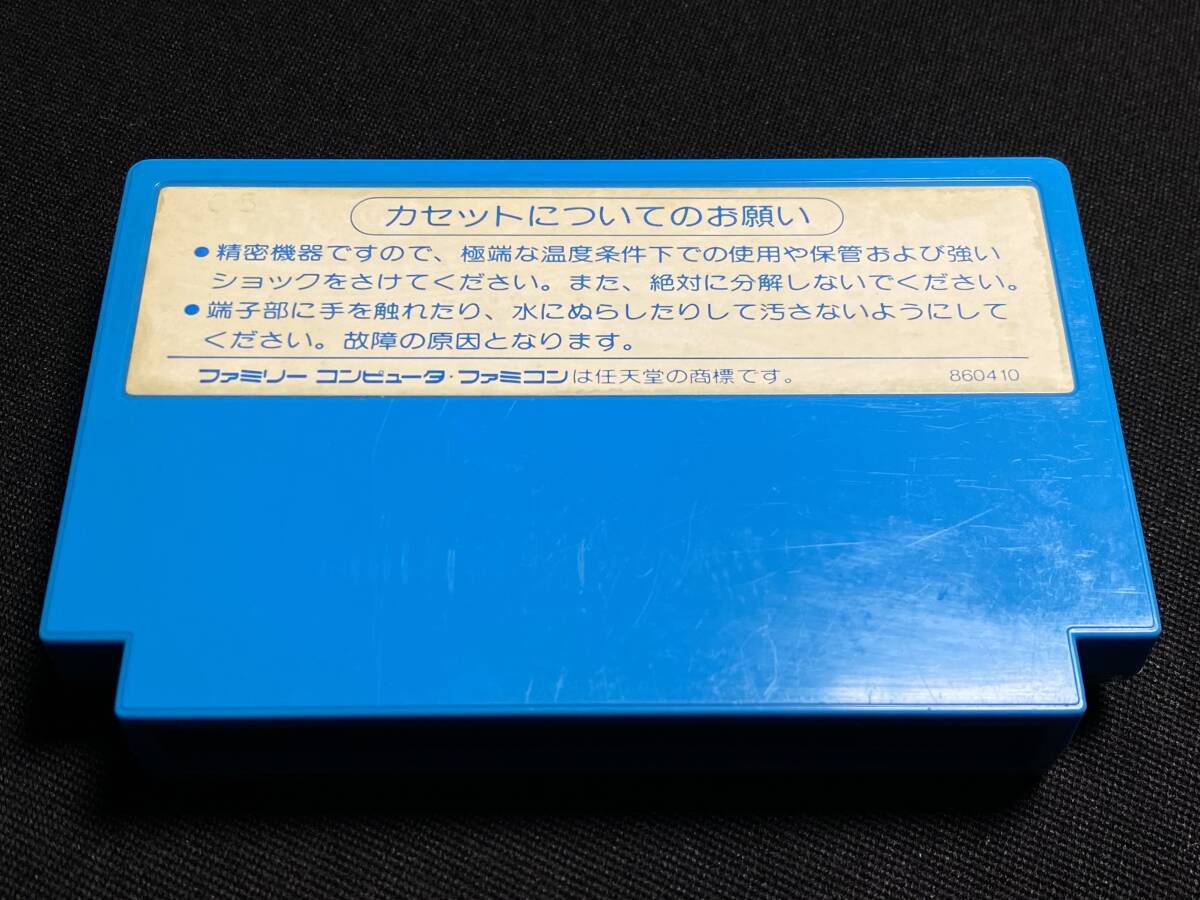 C5
カセットについてのお願い
●精密機器ですので、極端な温度条件下での使用や保管および強い
ショックをさけてください。また、絶対に分解しないでください。
●端子部に手を触れたり、水にぬらしたりして汚さないようにして
ください。故障の原因となります。
ファミリー コンピュータ・ファミコンは任天堂の商標です。 860410